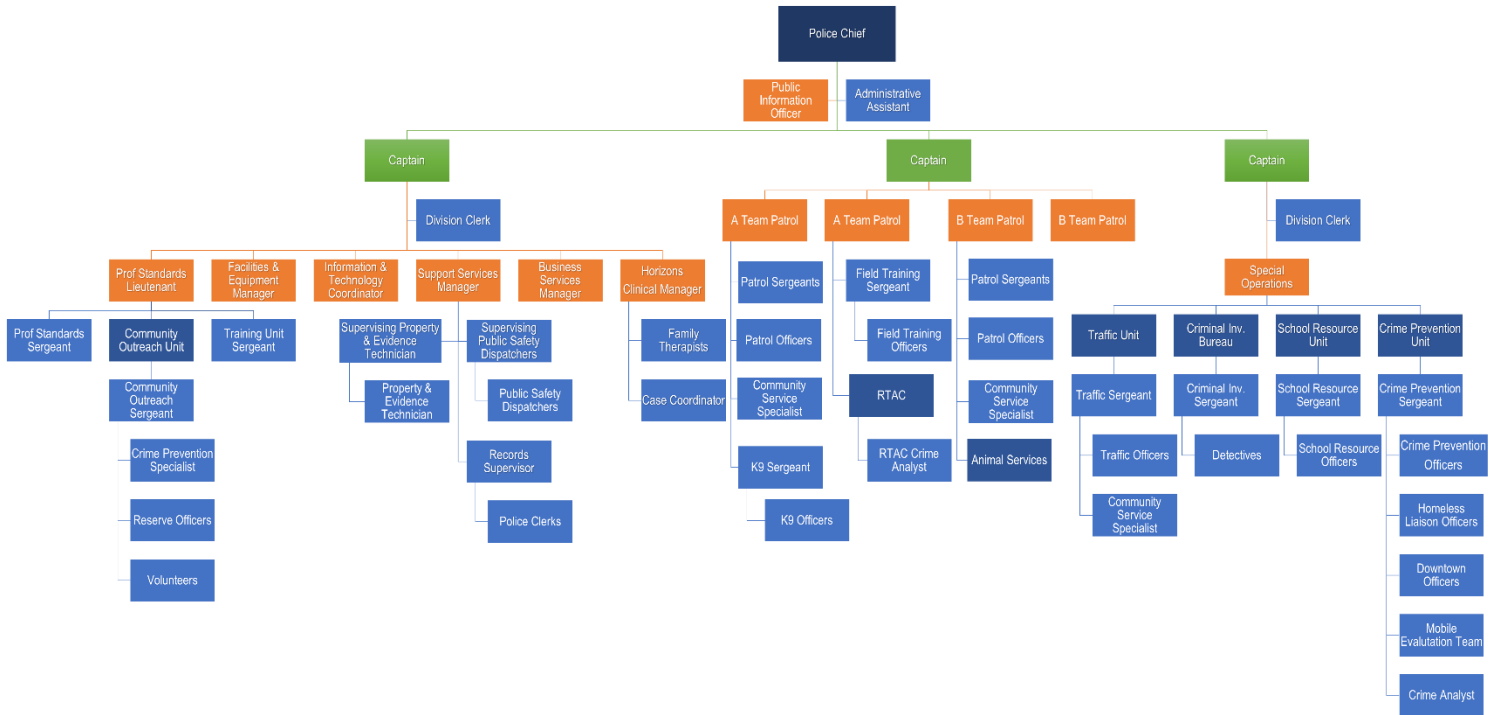 Police Chief
Public
Information
Officer
Administrative
Assistant
Captain
Captain
Captain
Division Clerk
A Team Patrol
A Team Patrol
B Team Patrol
B Team Patrol
Division Clerk
Prof Standards
Lieutenant
Facilities &
Equipment
Manager
Information &
Technology
Coordinator
Support Services
Manager
Business
Services
Manager
Horizons
Clinical Manager
Patrol Sergeants
Field Training
Sergeant
Patrol Sergeants
Special
Operations
Prof Standards
Sergeant
Community
Outreach Unit
Training Unit
Sergeant
Supervising Property
& Evidence
Technician
Supervising
Public Safety
Dispatchers
Family
Therapists
Patrol Officers
Field Training
Officers
Patrol Officers
Traffic Unit
Criminal Inv.
Bureau
School Resource
Unit
Crime Prevention
Unit
Community
Outreach
Sergeant
Property &
Evidence
Technician
Public Safety
Dispatchers
Case Coordinator
Community
Service
Specialist
RTAC
Community
Service
Specialist
Traffic Sergeant
Criminal Inv.
Sergeant
School Resource
Sergeant
Crime Prevention
Sergeant
Crime Prevention
Specialist
Records
Supervisor
K9 Sergeant
RTAC Crime
Analyst
Animal Services
Traffic Officers
Detectives
School Resource
Officers
Crime Prevention
Officers
Reserve Officers
Police Clerks
K9 Officers
Community
Service
Specialist
Homeless
Liaison Officers
Volunteers
Downtown
Officers
Mobile
Evalutation Team
Crime Analyst